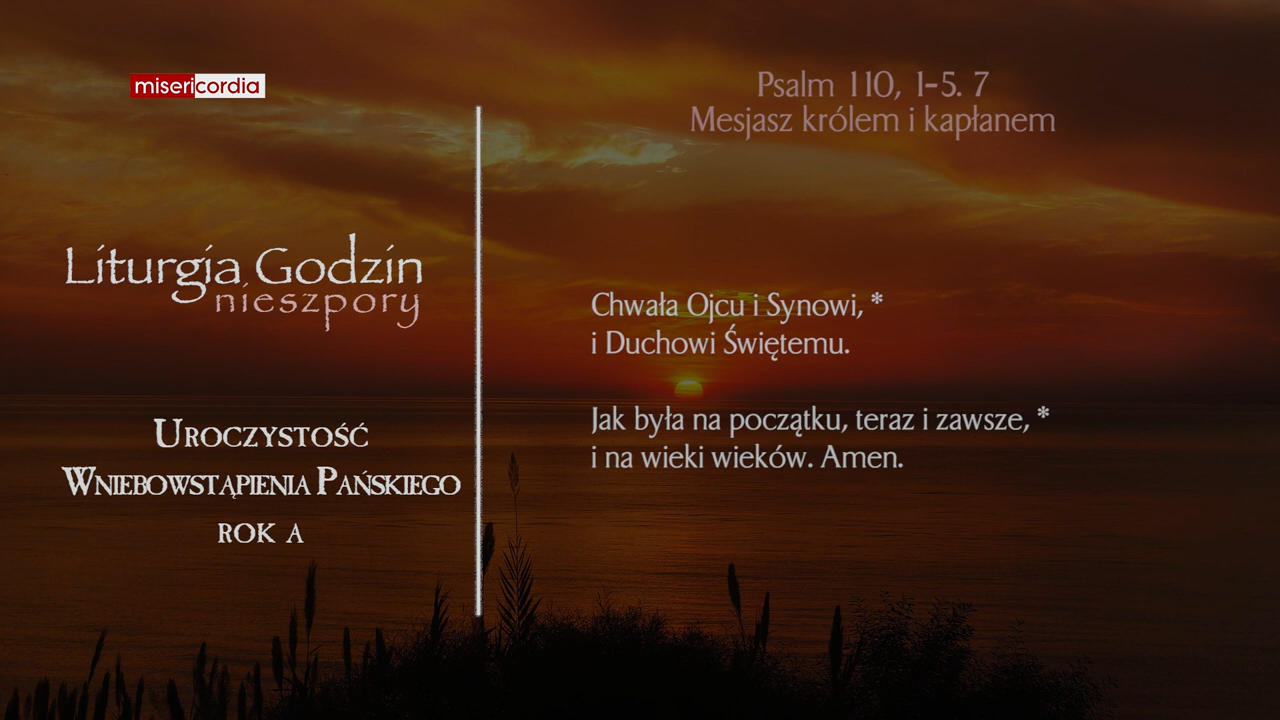 misericordia
Liturgia Godzin
nieszpory
Uroczystość
Wniebowstąpienia Pańskiego
rok a
Psalm 110, 1-5. 7
Mesjasz królem i kapłanem
Chwała Ojcu i Synowi, *
i Duchowi Świętemu.
Jak była na początku, teraz i zawsze, *
i na wieki wieków. Amen.